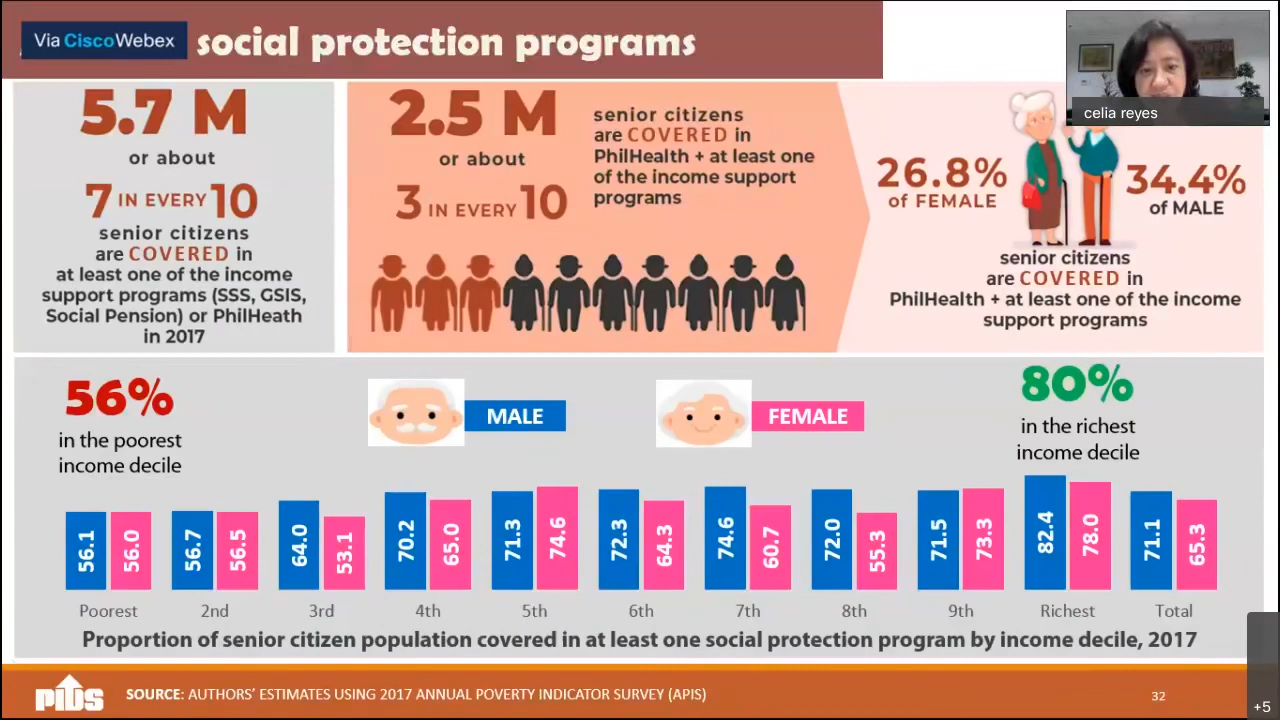 Via CiscoWebex
social protection programs
celia reyes
5.7 M
or about
7 IN EVERY 10
senior citizens
are COVERED in
at least one of the income
support programs (SSS, GSIS,
Social Pension) or PhilHeath
in 2017
2.5 M
or about
3 IN EVERY 10
senior citizens
are COVERED in
PhilHealth + at least one
of the income support
programs
26.8%
of FEMALE
34.4%
of MALE
senior citizens
are COVERED in
PhilHealth + at least one of the income
support programs
56%
in the poorest
income decile
MALE
FEMALE
80%
in the richest
income decile
56.1 56.0 56.7 56.5 64.0 53.1 70.2 65.0 71.3 74.6 72.3 64.3 74.6 60.7 72.0 55.3 71.5 73.3 82.4 78.0 71.1 65.3
Poorest 2nd 3rd 4th 5th 6th 7th 8th 9th Richest Total
Proportion of senior citizen population covered in at least one social protection program by income decile, 2017
pids
SOURCE: AUTHORS' ESTIMATES USING 2017 ANNUAL POVERTY INDICATOR SURVEY (APIS)
32
+5